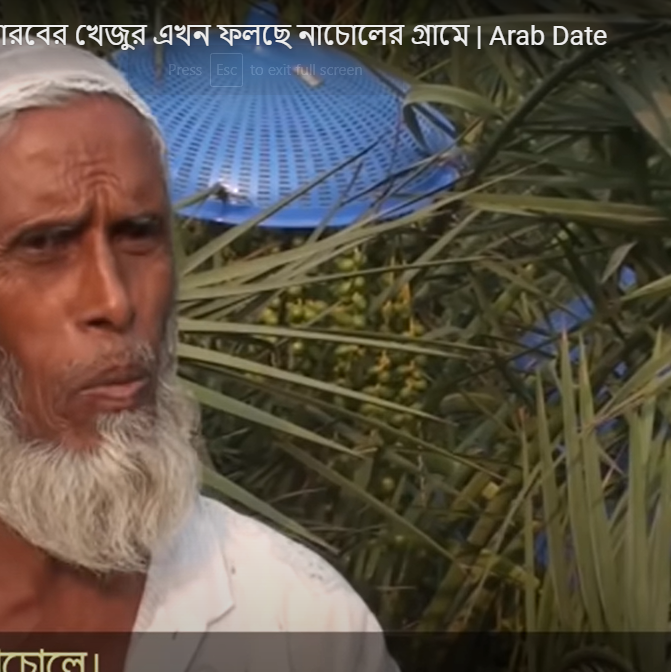 রবের খেজুর এখন ফলছে নাচোলের গ্রামে | Arab Date
Press Esc to exit full screen
চোলে।